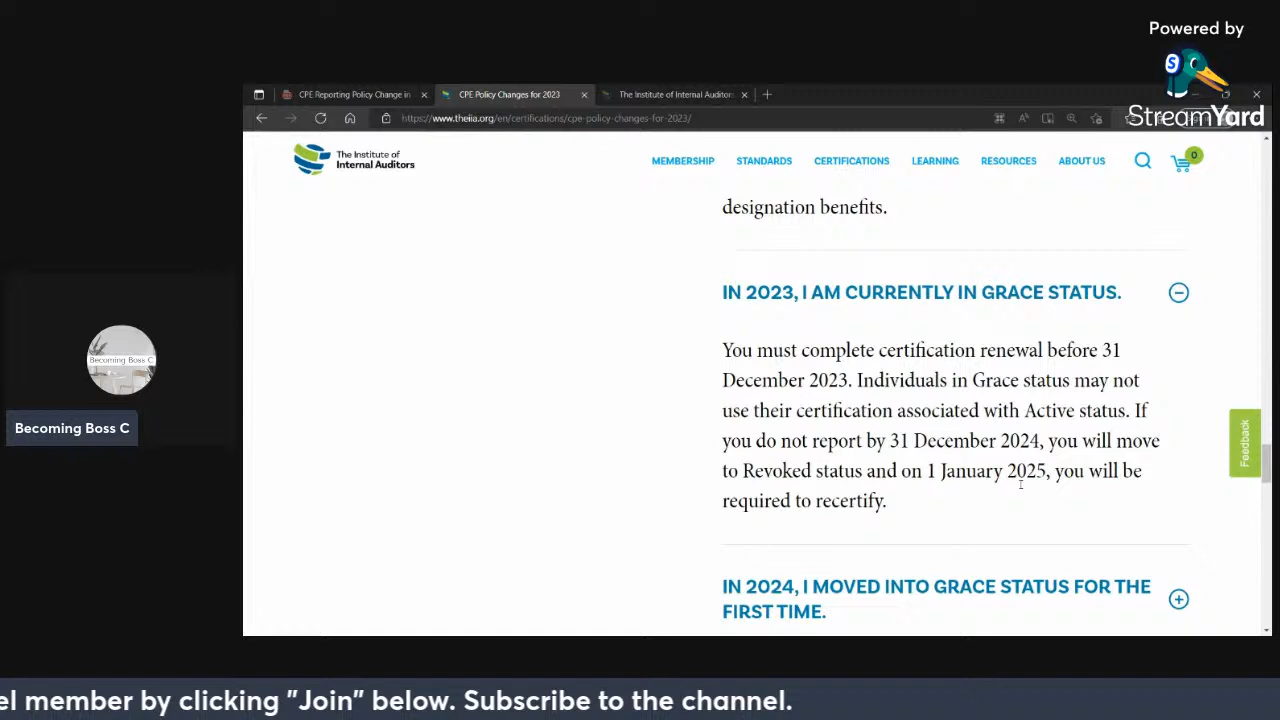 Powered by
S
StreamYard
CPE Reporting Policy Change in
CPE Policy Changes for 2023
The Institute of Internal Auditors
https://www.theiia.org/en/certifications/cpe-policy-changes-for-2023/
The Institute of
Internal Auditors
MEMBERSHIP
STANDARDS
CERTIFICATIONS
LEARNING
RESOURCES
ABOUT US
0
designation benefits.
IN 2023, I AM CURRENTLY IN GRACE STATUS.
You must complete certification renewal before 31
December 2023. Individuals in Grace status may not
use their certification associated with Active status. If
you do not report by 31 December 2024, you will move
to Revoked status and on 1 January 2025, you will be
required to recertify.
IN 2024, I MOVED INTO GRACE STATUS FOR THE
FIRST TIME.
Feedback
Becoming Boss C
Becoming Boss C
el member by clicking "Join" below. Subscribe to the channel.